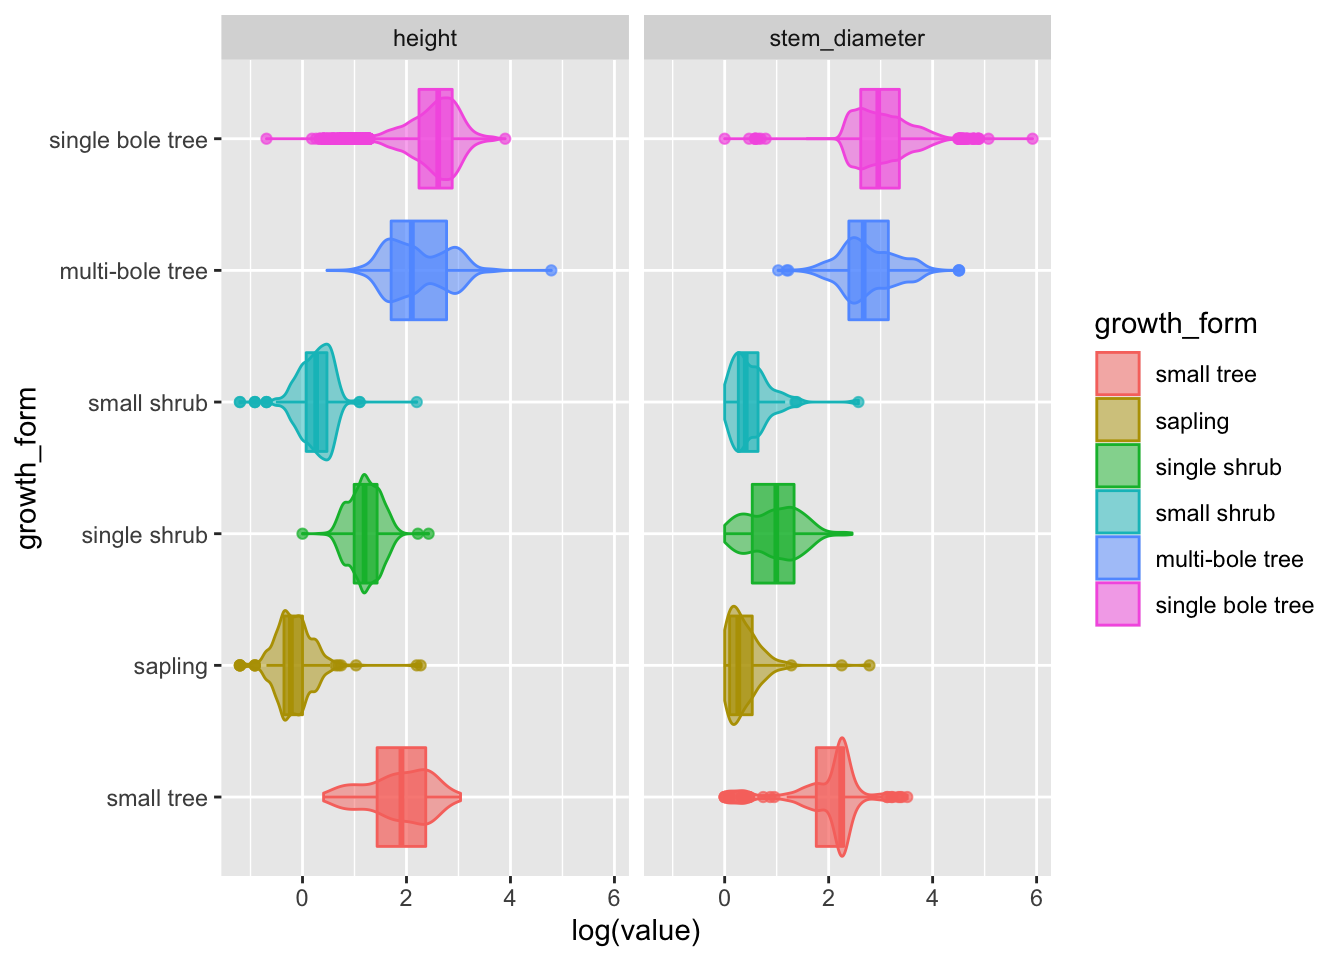 height
stem_diameter
single bole tree
multi-bole tree
small shrub
single shrub
sapling
small tree
growth_form
0 2 4 6
0 2 4 6
log(value)
growth_form
small tree
sapling
single shrub
small shrub
multi-bole tree
single bole tree